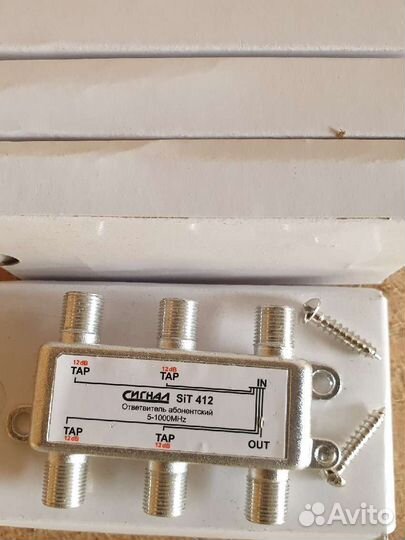 12dB 12dB
TAP TAP IN
СИГНАЛ SiT 412
Ответвитель абонентский
5-1000MHz
TAP TAP OUT
12dB 12dB
Avito